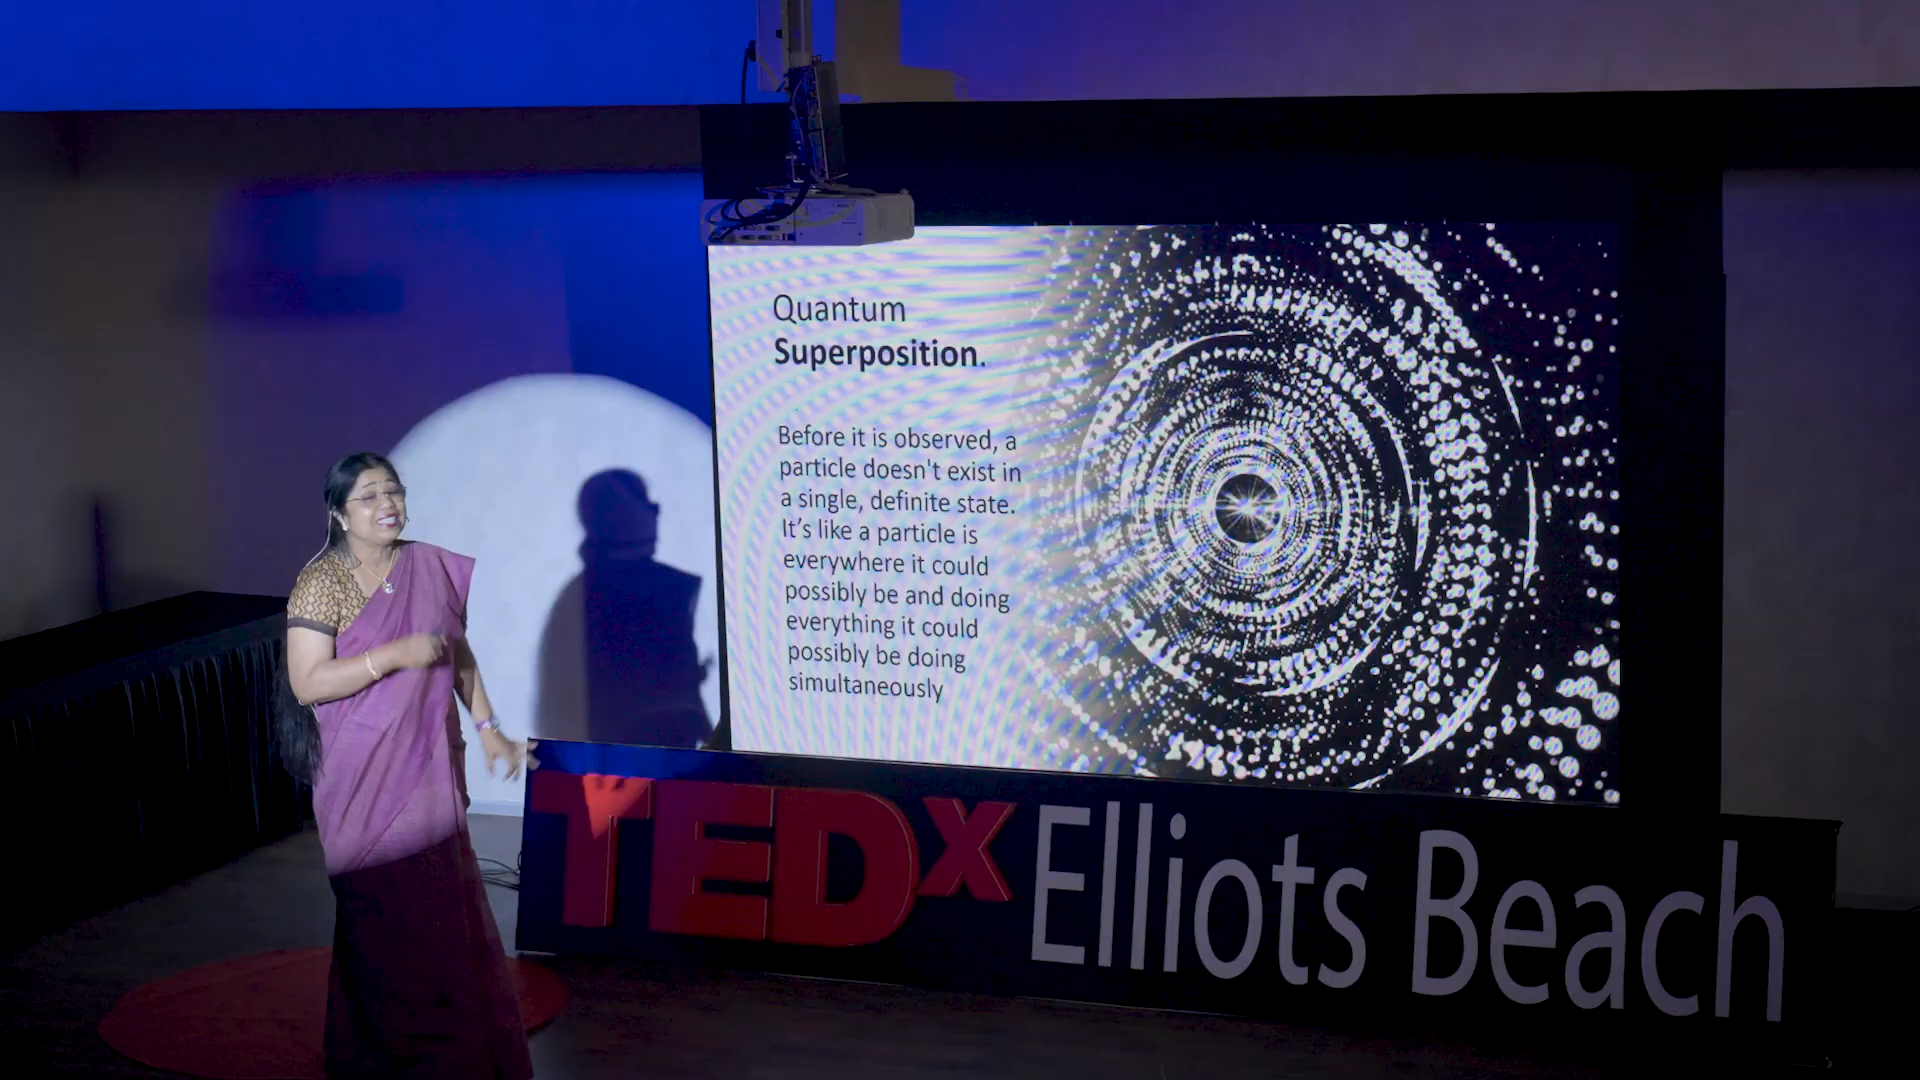 Quantum
Superposition.
Before it is observed, a
particle doesn't exist in
a single, definite state.
It's like a particle is
everywhere it could
possibly be and doing
everything it could
possibly be doing
simultaneously
TEDx Elliots Beach